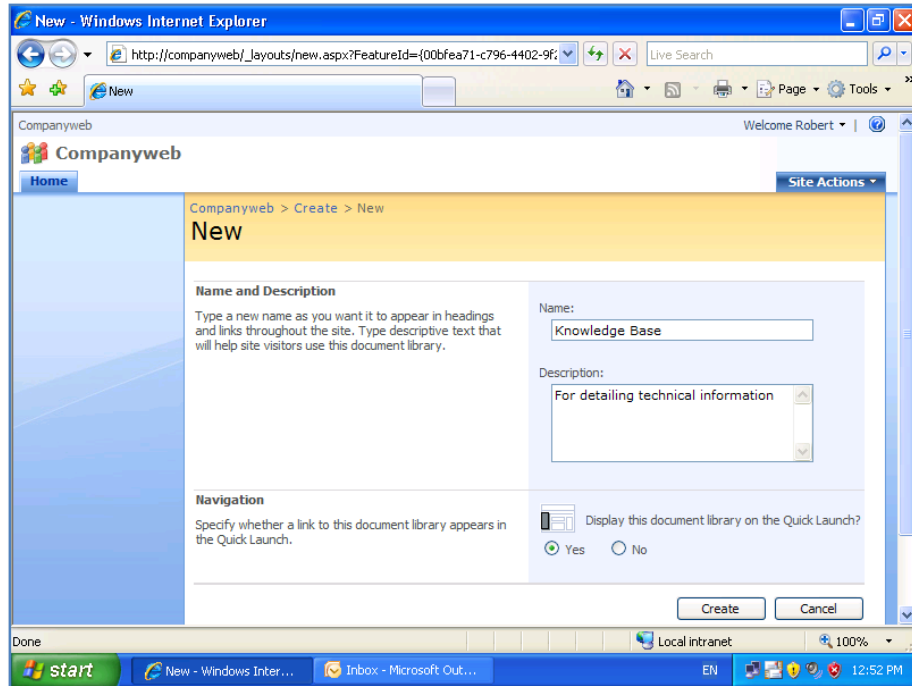 New - Windows Internet Explorer
http://companyweb/_layouts/new.aspx?FeatureId={00bfea71-c796-4402-9f
Live Search
New
Page
Tools
Companyweb
Welcome Robert
Companyweb
Home
Site Actions
Companyweb > Create > New
New
Name and Description
Type a new name as you want it to appear in headings
and links throughout the site. Type descriptive text that
will help site visitors use this document library.
Name:
Knowledge Base
Description:
For detailing technical information
Navigation
Specify whether a link to this document library appears in
the Quick Launch.
Display this document library on the Quick Launch?
Yes No
Create Cancel
Done
Local intranet
100%
start
New - Windows Inter...
Inbox - Microsoft Out...
EN
12:52 PM